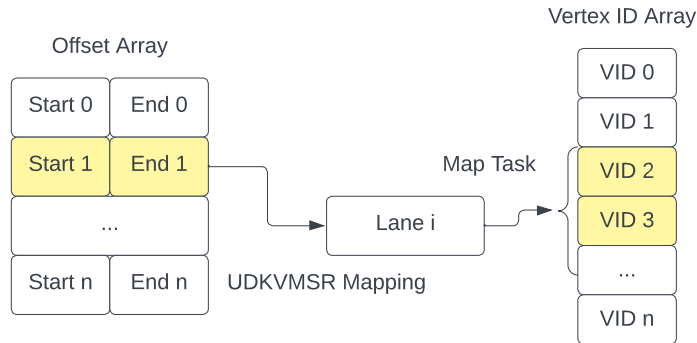 Vertex ID Array
Offset Array
Start 0 End 0
Start 1 End 1
...
Start n End n
UDKVMSR Mapping
Lane i
Map Task
VID 0
VID 1
VID 2
VID 3
...
VID n